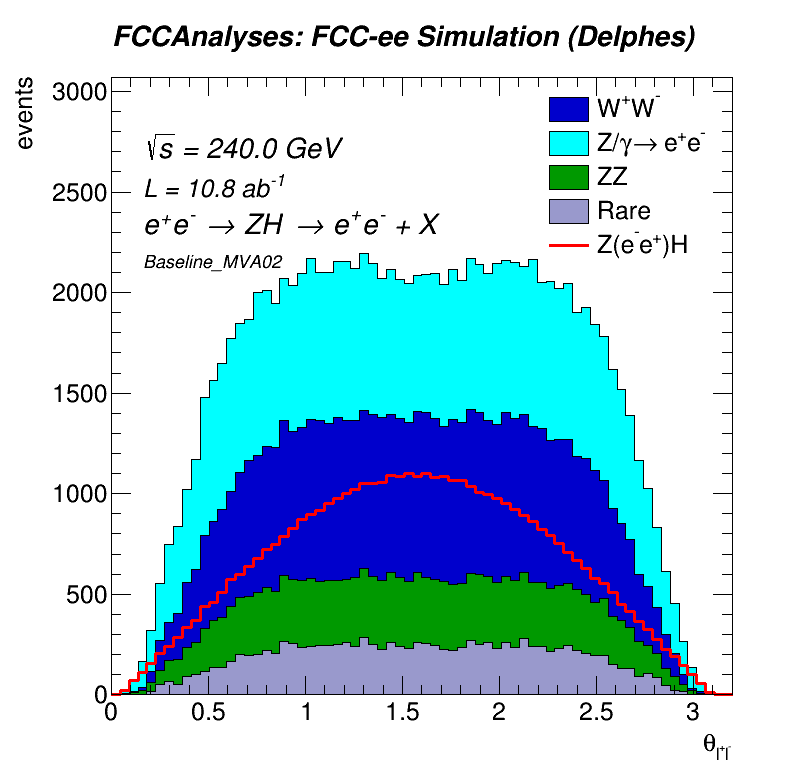 FCCAnalyses: FCC-ee Simulation (Delphes)
events
3000
2500
2000
1500
1000
500
0
√s = 240.0 GeV
L = 10.8 ab⁻¹
e⁺e⁻ → ZH → e⁺e⁻ + X
Baseline_MVA02
W⁺W⁻
Z/γ→ e⁺e⁻
ZZ
Rare
Z(e⁻e⁺)H
0 0.5 1 1.5 2 2.5 3
θ_l⁺l⁻